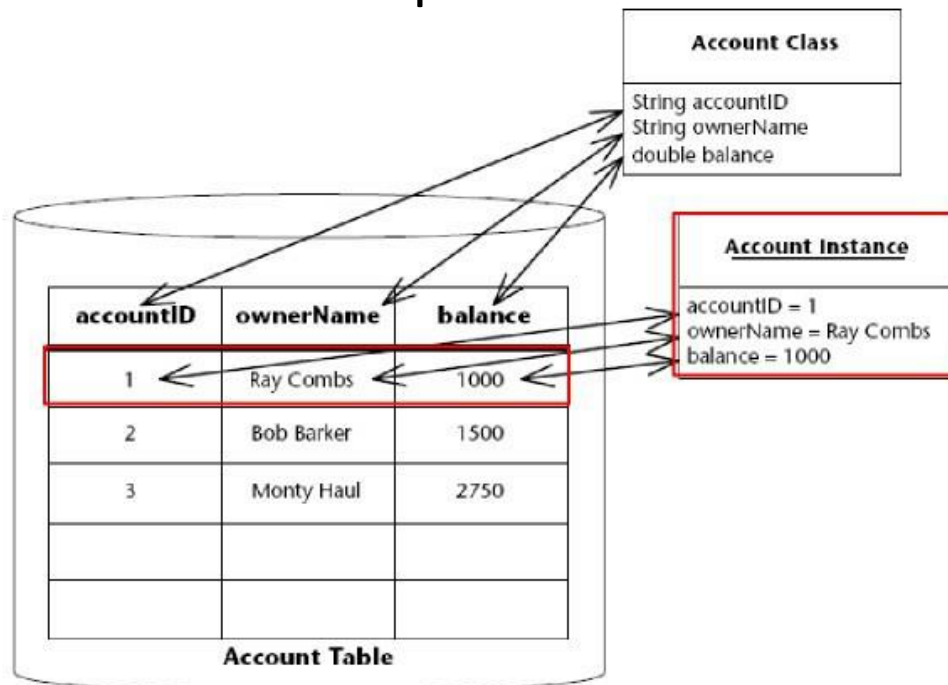 Account Class
String accountID
String ownerName
double balance
Account Instance
accountID = 1
ownerName = Ray Combs
balance = 1000
accountID ownerName balance
1 Ray Combs 1000
2 Bob Barker 1500
3 Monty Haul 2750
Account Table